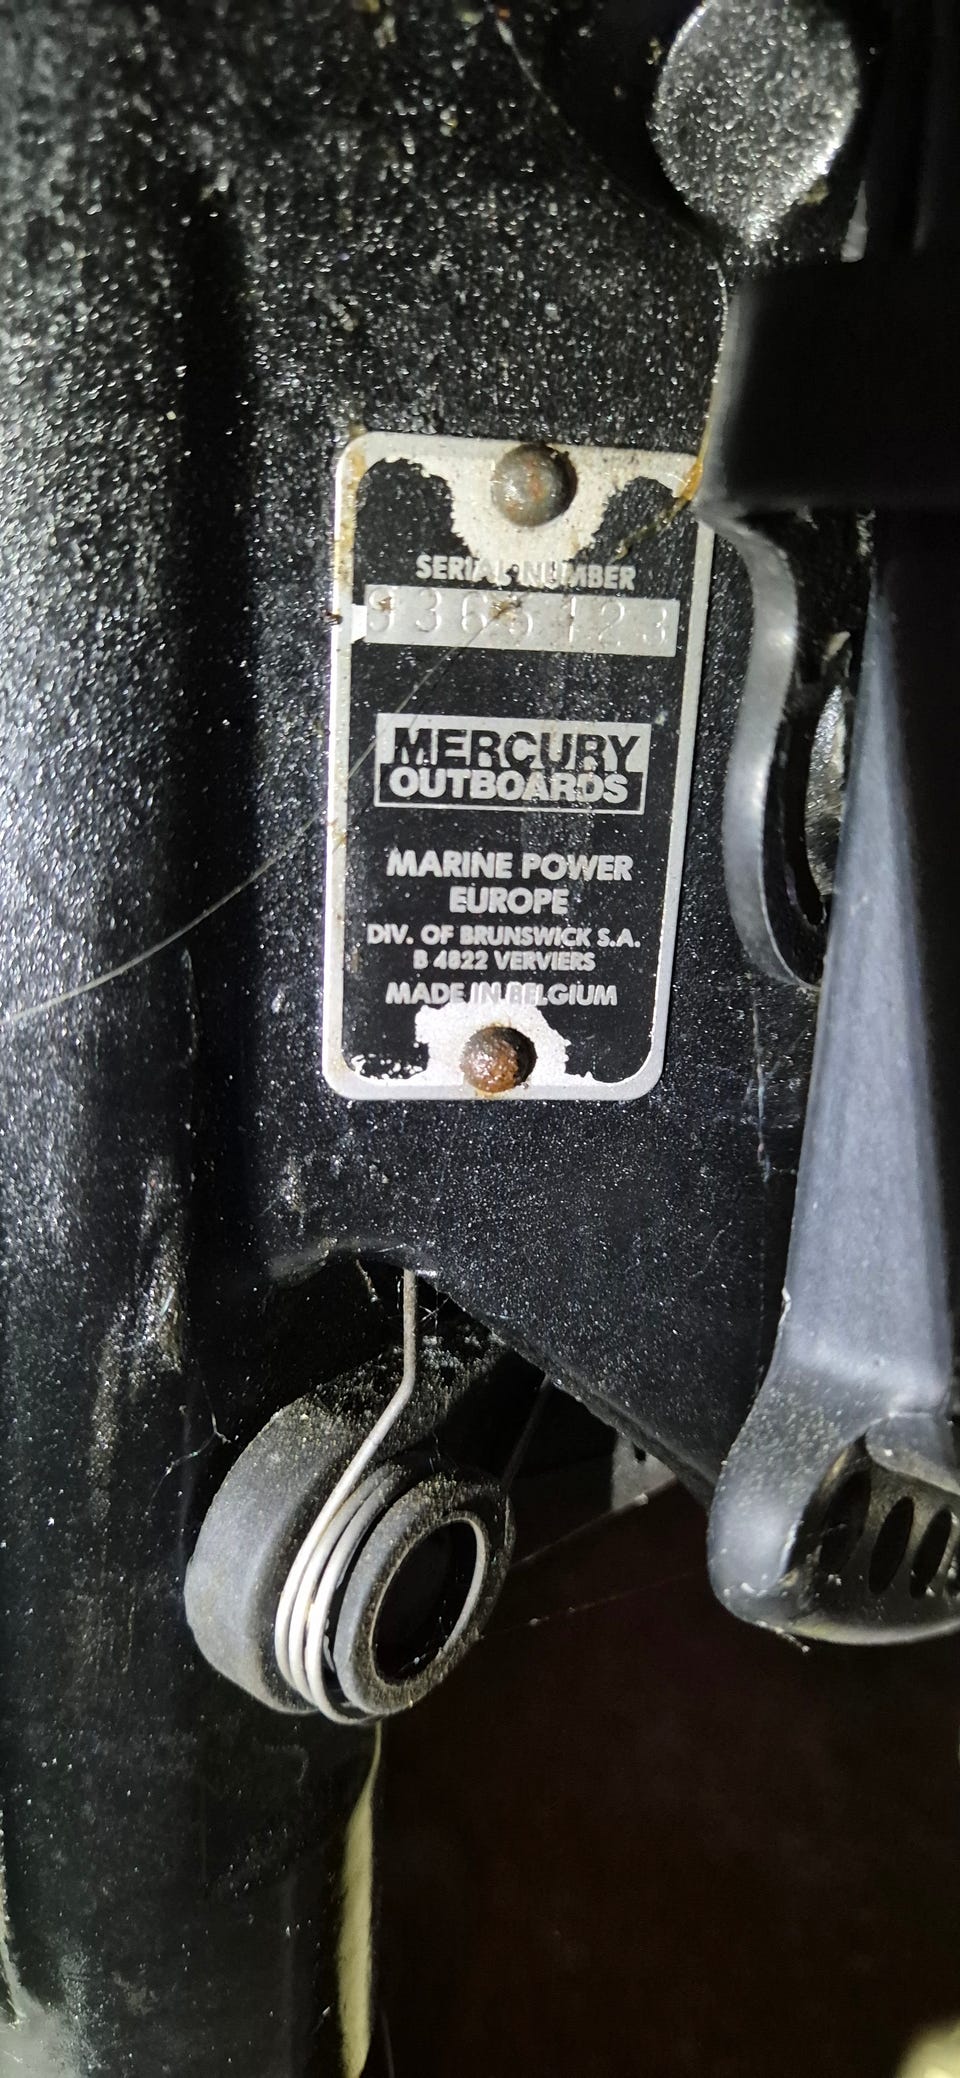 SERIAL NUMBER
9365123
MERCURY
OUTBOARDS
MARINE POWER
EUROPE
DIV. OF BRUNSWICK S.A.
B 4822 VERVIERS
MADE IN BELGIUM